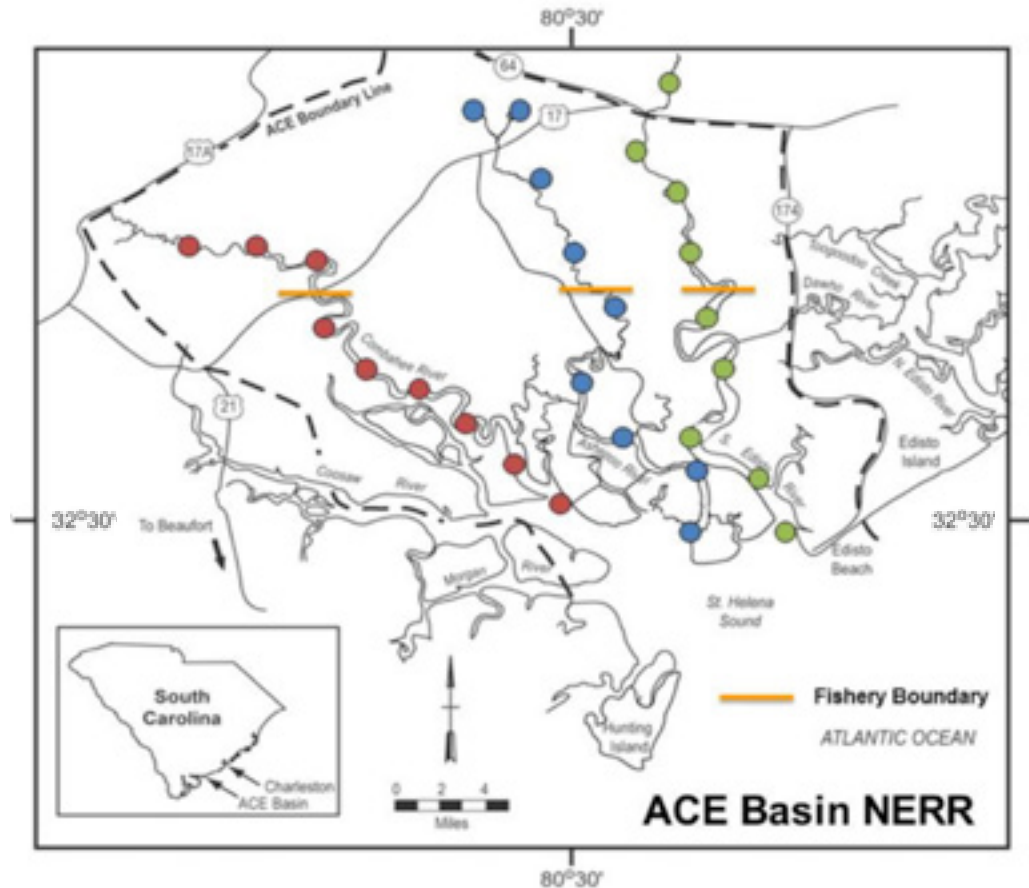 80°30'
64
ACE Boundary Line
17
17A
174
Toogoodoo Creek
Dawho River
N. Edisto River
Combahee River
21
Edisto
Island
S. Edisto River
Ashepoo River
Coosaw River
32°30'
To Beaufort
32°30'
Edisto
Beach
Morgan River
St. Helena
Sound
South
Carolina
Fishery Boundary
Hunting
Island
ATLANTIC OCEAN
Charleston
ACE Basin
0 2 4
Miles
ACE Basin NERR
80°30'